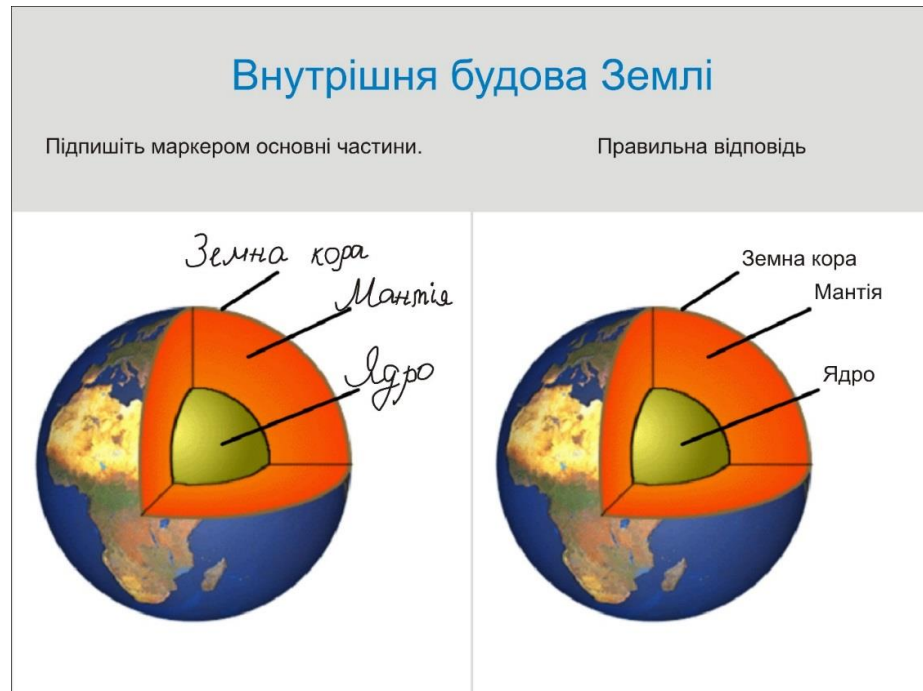 Внутрішня будова Землі
Підпишіть маркером основні частини.
Правильна відповідь
Земна кора
Мантія
Ядро
Земна кора
Мантія
Ядро